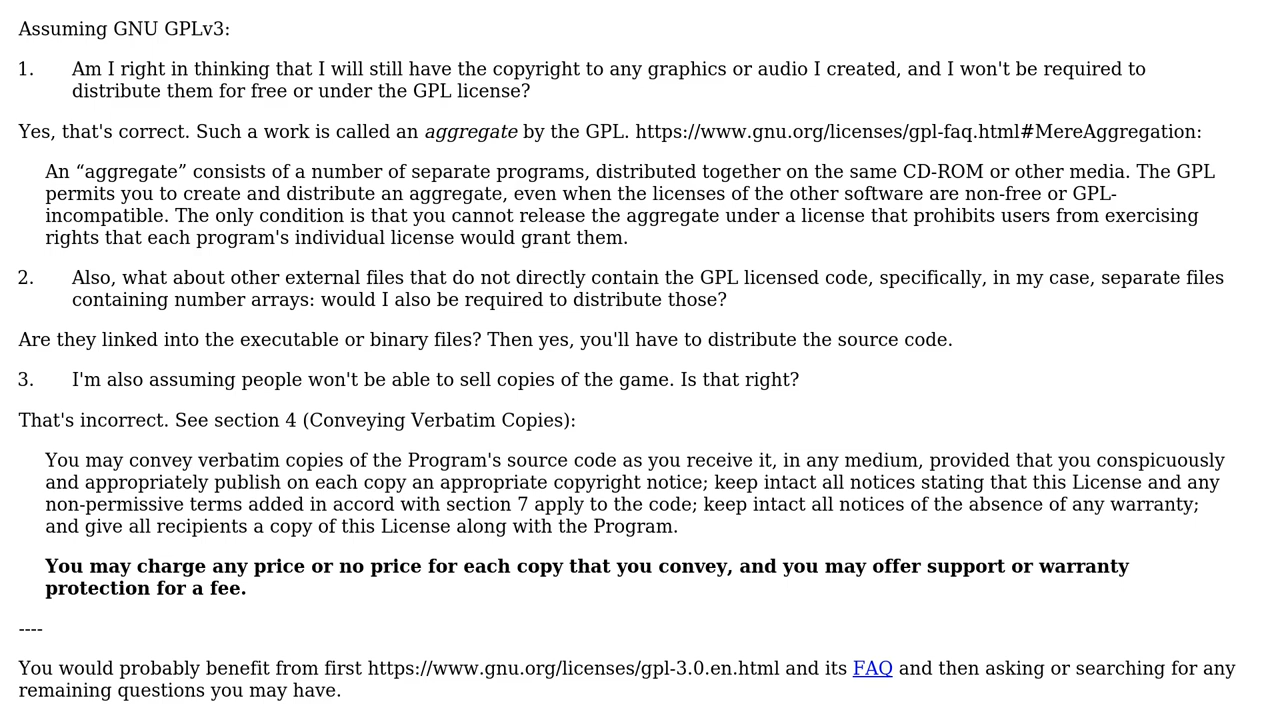 Assuming GNU GPLv3:
1. Am I right in thinking that I will still have the copyright to any graphics or audio I created, and I won't be required to
distribute them for free or under the GPL license?
Yes, that's correct. Such a work is called an aggregate by the GPL. https://www.gnu.org/licenses/gpl-faq.html#MereAggregation:
An “aggregate” consists of a number of separate programs, distributed together on the same CD-ROM or other media. The GPL
permits you to create and distribute an aggregate, even when the licenses of the other software are non-free or GPL-
incompatible. The only condition is that you cannot release the aggregate under a license that prohibits users from exercising
rights that each program's individual license would grant them.
2. Also, what about other external files that do not directly contain the GPL licensed code, specifically, in my case, separate files
containing number arrays: would I also be required to distribute those?
Are they linked into the executable or binary files? Then yes, you'll have to distribute the source code.
3. I'm also assuming people won't be able to sell copies of the game. Is that right?
That's incorrect. See section 4 (Conveying Verbatim Copies):
You may convey verbatim copies of the Program's source code as you receive it, in any medium, provided that you conspicuously
and appropriately publish on each copy an appropriate copyright notice; keep intact all notices stating that this License and any
non-permissive terms added in accord with section 7 apply to the code; keep intact all notices of the absence of any warranty;
and give all recipients a copy of this License along with the Program.
You may charge any price or no price for each copy that you convey, and you may offer support or warranty
protection for a fee.
----
You would probably benefit from first https://www.gnu.org/licenses/gpl-3.0.en.html and its FAQ and then asking or searching for any
remaining questions you may have.